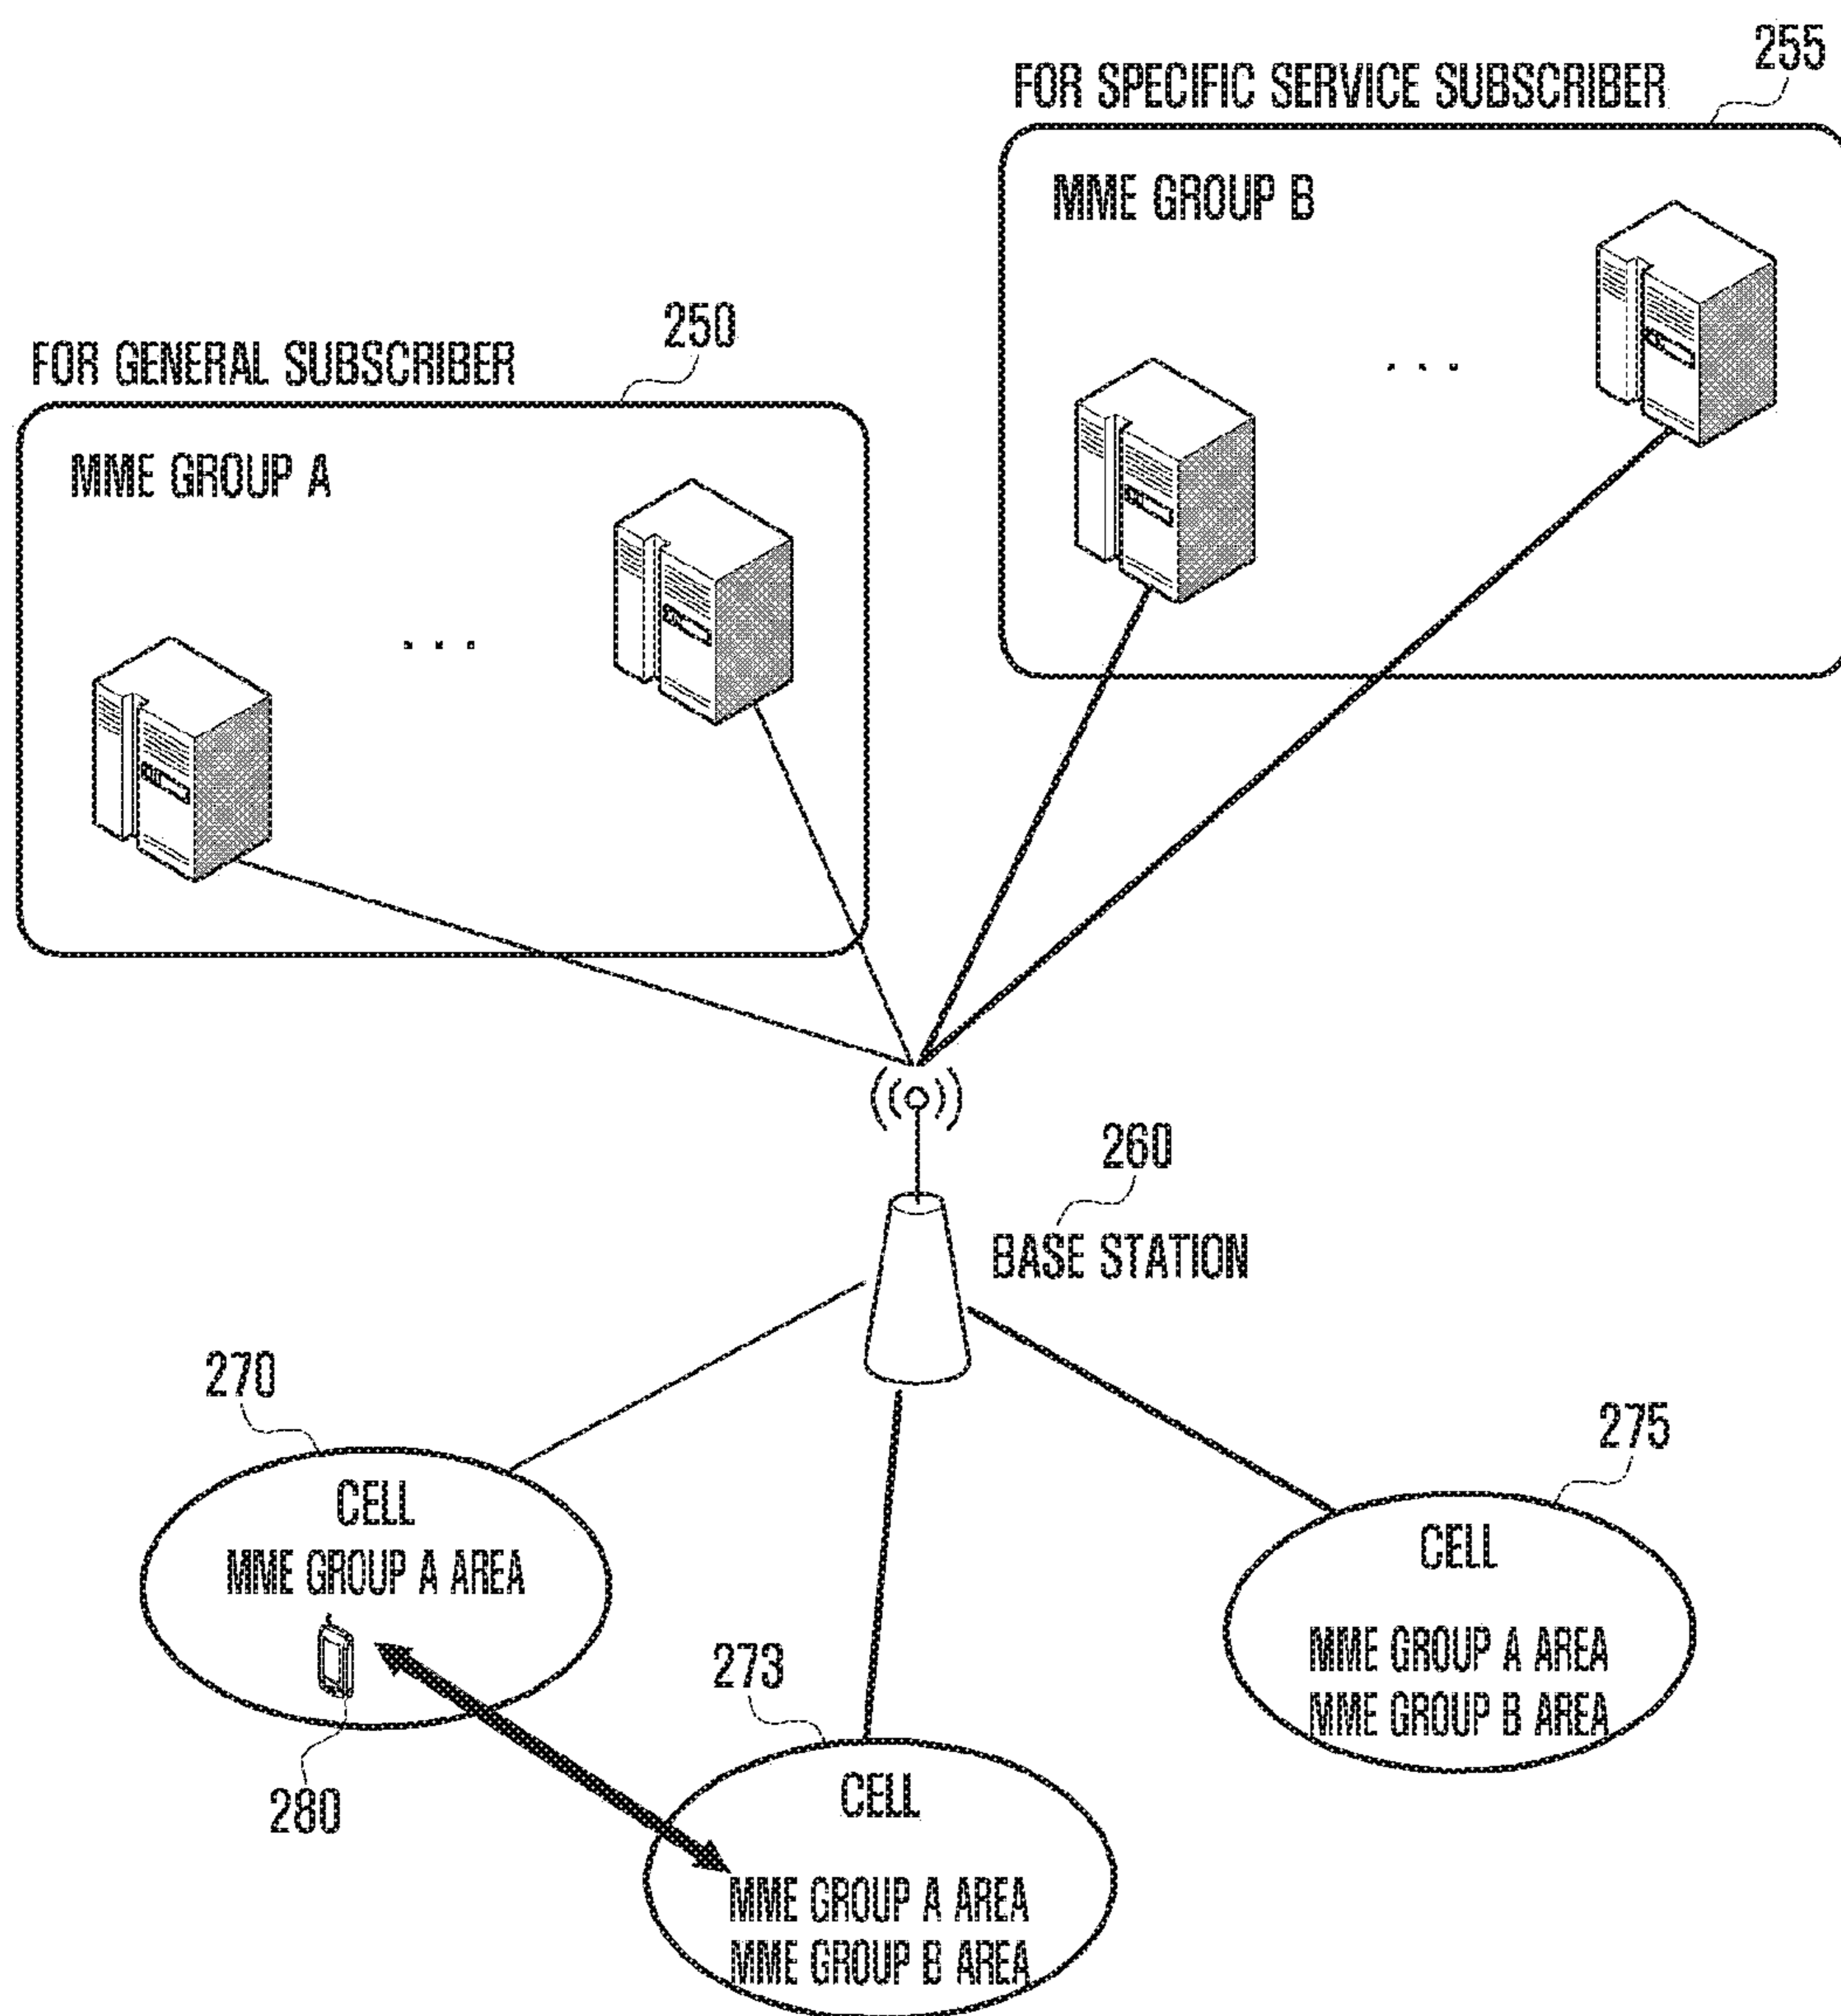 255
FOR SPECIFIC SERVICE SUBSCRIBER
MME GROUP B
250
FOR GENERAL SUBSCRIBER
MME GROUP A
260
BASE STATION
270
CELL
MME GROUP A AREA
280
273
CELL
MME GROUP A AREA
MME GROUP B AREA
275
CELL
MME GROUP A AREA
MME GROUP B AREA